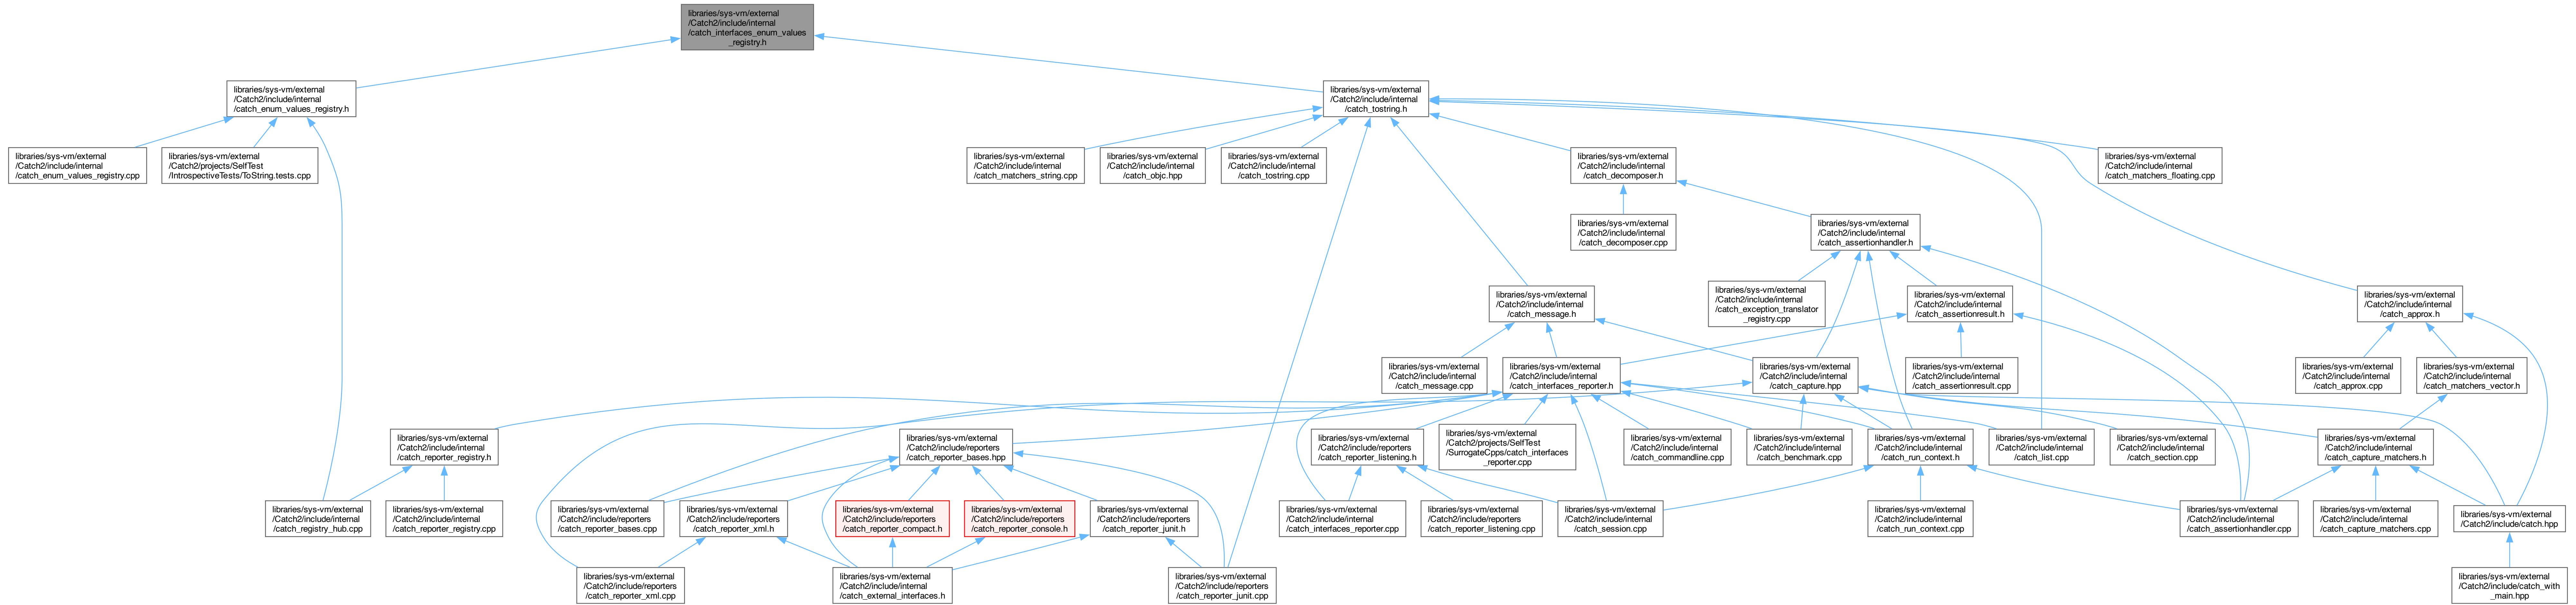 libraries/sys-vm/external
/Catch2/include/internal
/catch_interfaces_enum_values
_registry.h
libraries/sys-vm/external
/Catch2/include/internal
/catch_enum_values_registry.h
libraries/sys-vm/external
/Catch2/include/internal
/catch_tostring.h
libraries/sys-vm/external
/Catch2/include/internal
/catch_enum_values_registry.cpp
libraries/sys-vm/external
/Catch2/projects/SelfTest
/IntrospectiveTests/ToString.tests.cpp
libraries/sys-vm/external
/Catch2/include/internal
/catch_matchers_string.cpp
libraries/sys-vm/external
/Catch2/include/internal
/catch_objc.hpp
libraries/sys-vm/external
/Catch2/include/internal
/catch_tostring.cpp
libraries/sys-vm/external
/Catch2/include/internal
/catch_decomposer.h
libraries/sys-vm/external
/Catch2/include/internal
/catch_matchers_floating.cpp
libraries/sys-vm/external
/Catch2/include/internal
/catch_decomposer.cpp
libraries/sys-vm/external
/Catch2/include/internal
/catch_assertionhandler.h
libraries/sys-vm/external
/Catch2/include/internal
/catch_message.h
libraries/sys-vm/external
/Catch2/include/internal
/catch_exception_translator
_registry.cpp
libraries/sys-vm/external
/Catch2/include/internal
/catch_assertionresult.h
libraries/sys-vm/external
/Catch2/include/internal
/catch_approx.h
libraries/sys-vm/external
/Catch2/include/internal
/catch_message.cpp
libraries/sys-vm/external
/Catch2/include/internal
/catch_interfaces_reporter.h
libraries/sys-vm/external
/Catch2/include/internal
/catch_capture.hpp
libraries/sys-vm/external
/Catch2/include/internal
/catch_assertionresult.cpp
libraries/sys-vm/external
/Catch2/include/internal
/catch_approx.cpp
libraries/sys-vm/external
/Catch2/include/internal
/catch_matchers_vector.h
libraries/sys-vm/external
/Catch2/include/internal
/catch_reporter_registry.h
libraries/sys-vm/external
/Catch2/include/reporters
/catch_reporter_bases.hpp
libraries/sys-vm/external
/Catch2/include/reporters
/catch_reporter_listening.h
libraries/sys-vm/external
/Catch2/projects/SelfTest
/SurrogateCpps/catch_interfaces
_reporter.cpp
libraries/sys-vm/external
/Catch2/include/internal
/catch_commandline.cpp
libraries/sys-vm/external
/Catch2/include/internal
/catch_benchmark.cpp
libraries/sys-vm/external
/Catch2/include/internal
/catch_run_context.h
libraries/sys-vm/external
/Catch2/include/internal
/catch_list.cpp
libraries/sys-vm/external
/Catch2/include/internal
/catch_section.cpp
libraries/sys-vm/external
/Catch2/include/internal
/catch_capture_matchers.h
libraries/sys-vm/external
/Catch2/include/internal
/catch_registry_hub.cpp
libraries/sys-vm/external
/Catch2/include/internal
/catch_reporter_registry.cpp
libraries/sys-vm/external
/Catch2/include/reporters
/catch_reporter_bases.cpp
libraries/sys-vm/external
/Catch2/include/reporters
/catch_reporter_xml.h
libraries/sys-vm/external
/Catch2/include/reporters
/catch_reporter_compact.h
libraries/sys-vm/external
/Catch2/include/reporters
/catch_reporter_console.h
libraries/sys-vm/external
/Catch2/include/reporters
/catch_reporter_junit.h
libraries/sys-vm/external
/Catch2/include/internal
/catch_interfaces_reporter.cpp
libraries/sys-vm/external
/Catch2/include/reporters
/catch_reporter_listening.cpp
libraries/sys-vm/external
/Catch2/include/internal
/catch_session.cpp
libraries/sys-vm/external
/Catch2/include/internal
/catch_run_context.cpp
libraries/sys-vm/external
/Catch2/include/internal
/catch_assertionhandler.cpp
libraries/sys-vm/external
/Catch2/include/internal
/catch_capture_matchers.cpp
libraries/sys-vm/external
/Catch2/include/catch.hpp
libraries/sys-vm/external
/Catch2/include/reporters
/catch_reporter_xml.cpp
libraries/sys-vm/external
/Catch2/include/internal
/catch_external_interfaces.h
libraries/sys-vm/external
/Catch2/include/reporters
/catch_reporter_junit.cpp
libraries/sys-vm/external
/Catch2/include/catch_with
_main.hpp